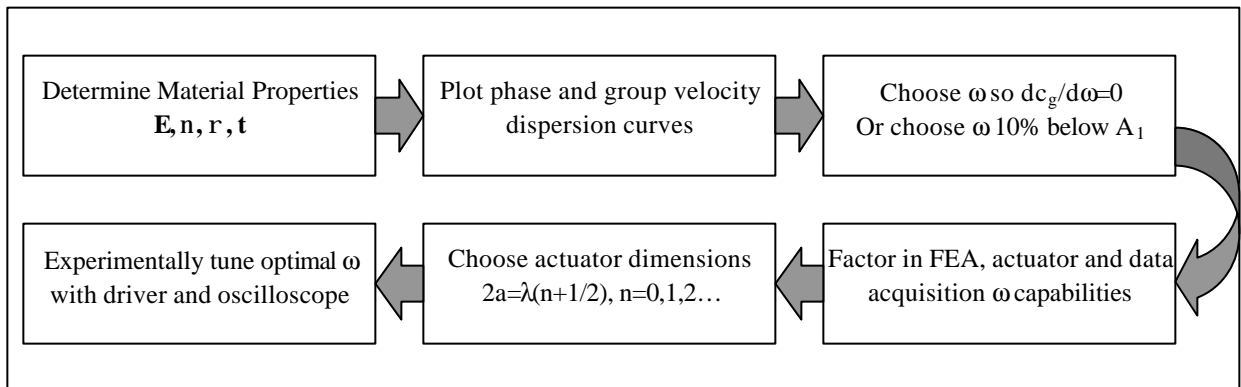 Determine Material Properties
E, n, r, t
Plot phase and group velocity
dispersion curves
Choose ω so dc_g/dω=0
Or choose ω 10% below A_1
Factor in FEA, actuator and data
acquisition ω capabilities
Choose actuator dimensions
2a=λ(n+1/2), n=0,1,2…
Experimentally tune optimal ω
with driver and oscilloscope